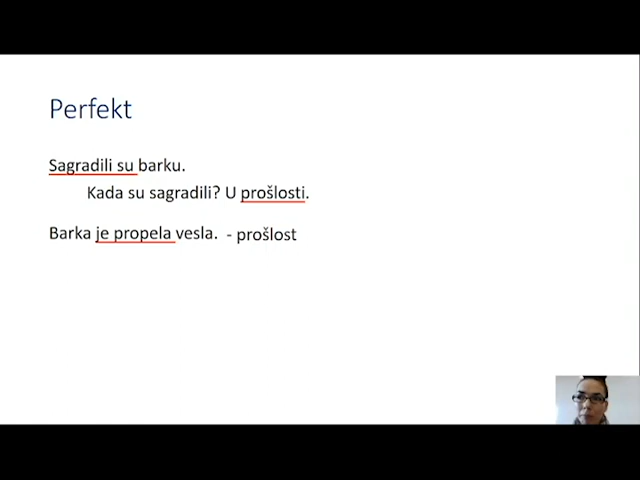 Perfekt
Sagradili su barku.
Kada su sagradili? U prošlosti.
Barka je propela vesla. - prošlost